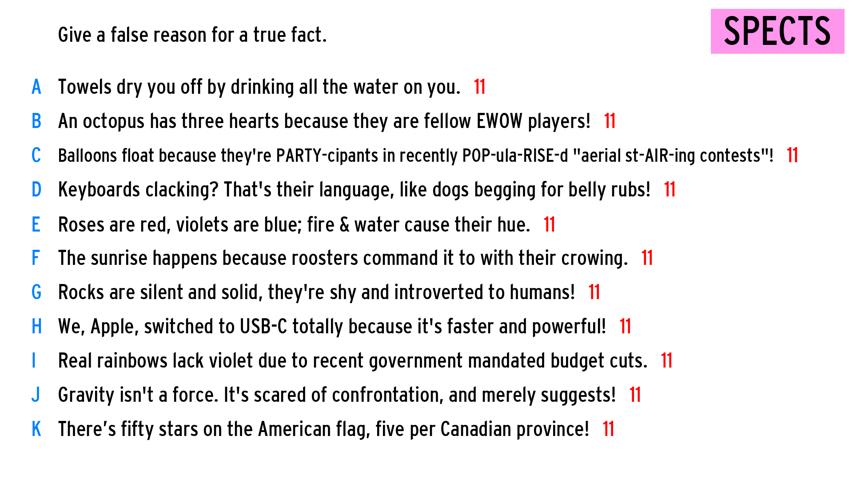 Give a false reason for a true fact.
SPECTS
A Towels dry you off by drinking all the water on you. 11
B An octopus has three hearts because they are fellow EWOW players! 11
C Balloons float because they're PARTY-cipants in recently POP-ula-RISE-d "aerial st-AIR-ing contests"! 11
D Keyboards clacking? That's their language, like dogs begging for belly rubs! 11
E Roses are red, violets are blue; fire & water cause their hue. 11
F The sunrise happens because roosters command it to with their crowing. 11
G Rocks are silent and solid, they're shy and introverted to humans! 11
H We, Apple, switched to USB-C totally because it's faster and powerful! 11
I Real rainbows lack violet due to recent government mandated budget cuts. 11
J Gravity isn't a force. It's scared of confrontation, and merely suggests! 11
K There’s fifty stars on the American flag, five per Canadian province! 11